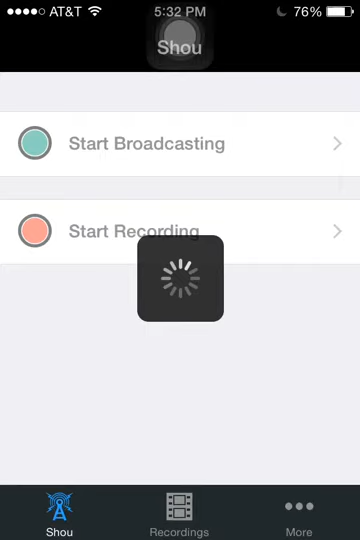 AT&T 5:32 PM 76%
Shou
Start Broadcasting
Start Recording
Shou Recordings More